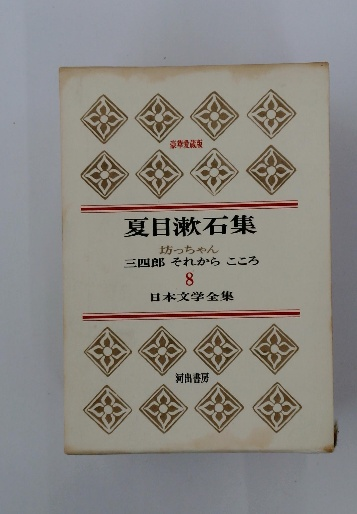 豪華愛蔵版
夏目漱石集
坊っちゃん
三四郎 それから こころ
8
日本文学全集
河出書房